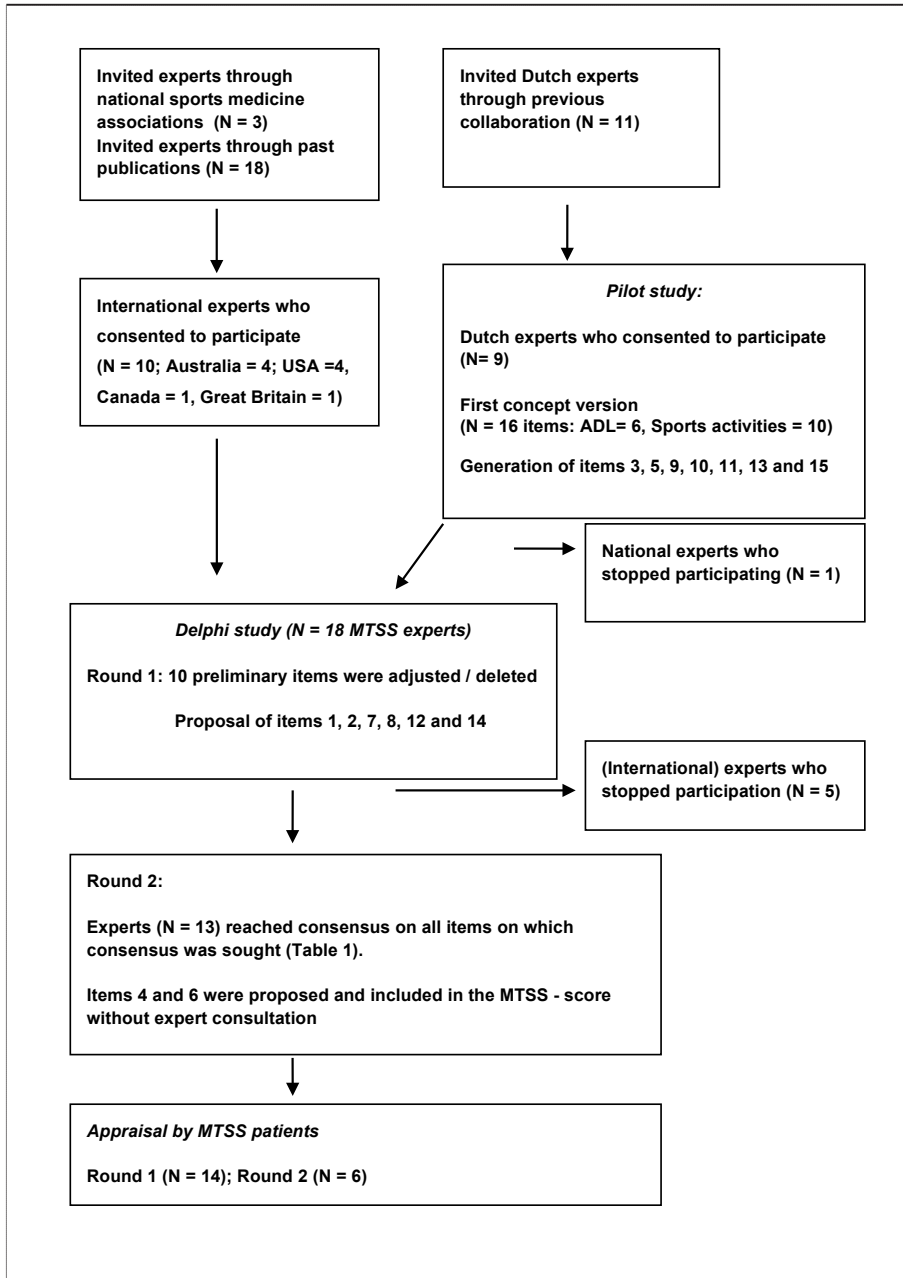 Invited experts through
national sports medicine
associations (N = 3)
Invited experts through past
publications (N = 18)
Invited Dutch experts
through previous
collaboration (N = 11)
International experts who
consented to participate
(N = 10; Australia = 4; USA =4,
Canada = 1, Great Britain = 1)
Pilot study:
Dutch experts who consented to participate
(N= 9)
First concept version
(N = 16 items: ADL= 6, Sports activities = 10)
Generation of items 3, 5, 9, 10, 11, 13 and 15
National experts who
stopped participating (N = 1)
Delphi study (N = 18 MTSS experts)
Round 1: 10 preliminary items were adjusted / deleted
Proposal of items 1, 2, 7, 8, 12 and 14
(International) experts who
stopped participation (N = 5)
Round 2:
Experts (N = 13) reached consensus on all items on which
consensus was sought (Table 1).
Items 4 and 6 were proposed and included in the MTSS - score
without expert consultation
Appraisal by MTSS patients
Round 1 (N = 14); Round 2 (N = 6)